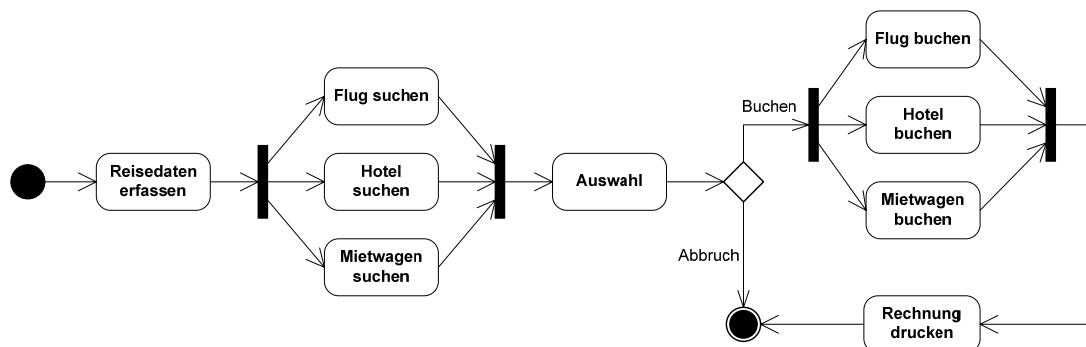 Reisedaten
erfassen
Flug suchen
Hotel
suchen
Mietwagen
suchen
Auswahl
Buchen
Abbruch
Flug buchen
Hotel
buchen
Mietwagen
buchen
Rechnung
drucken